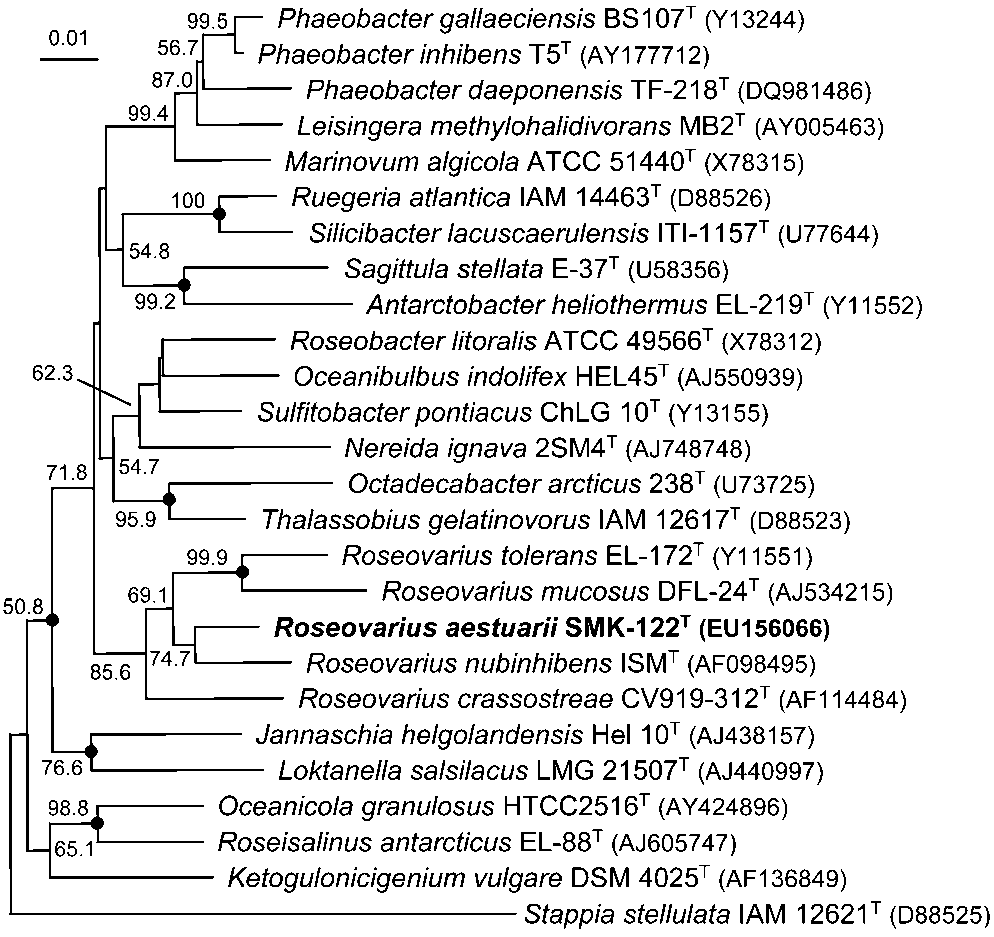 99.5 Phaeobacter gallaeciensis BS107ᵀ (Y13244)
0.01
56.7 Phaeobacter inhibens T5ᵀ (AY177712)
87.0 Phaeobacter daeponensis TF-218ᵀ (DQ981486)
99.4 Leisingera methylohalidivorans MB2ᵀ (AY005463)
Marinovum algicola ATCC 51440ᵀ (X78315)
100 Ruegeria atlantica IAM 14463ᵀ (D88526)
Silicibacter lacuscaerulensis ITI-1157ᵀ (U77644)
54.8
Sagittula stellata E-37ᵀ (U58356)
99.2 Antarctobacter heliothermus EL-219ᵀ (Y11552)
Roseobacter litoralis ATCC 49566ᵀ (X78312)
62.3 Oceanibulbus indolifex HEL45ᵀ (AJ550939)
Sulfitobacter pontiacus ChLG 10ᵀ (Y13155)
Nereida ignava 2SM4ᵀ (AJ748748)
71.8 54.7
Octadecabacter arcticus 238ᵀ (U73725)
95.9 Thalassobius gelatinovorus IAM 12617ᵀ (D88523)
99.9 Roseovarius tolerans EL-172ᵀ (Y11551)
69.1 Roseovarius mucosus DFL-24ᵀ (AJ534215)
50.8
Roseovarius aestuarii SMK-122ᵀ (EU156066)
85.6 74.7 Roseovarius nubinhibens ISMᵀ (AF098495)
Roseovarius crassostreae CV919-312ᵀ (AF114484)
Jannaschia helgolandensis Hel 10ᵀ (AJ438157)
76.6 Loktanella salsilacus LMG 21507ᵀ (AJ440997)
98.8 Oceanicola granulosus HTCC2516ᵀ (AY424896)
65.1 Roseisalinus antarcticus EL-88ᵀ (AJ605747)
Ketogulonicigenium vulgare DSM 4025ᵀ (AF136849)
Stappia stellulata IAM 12621ᵀ (D88525)